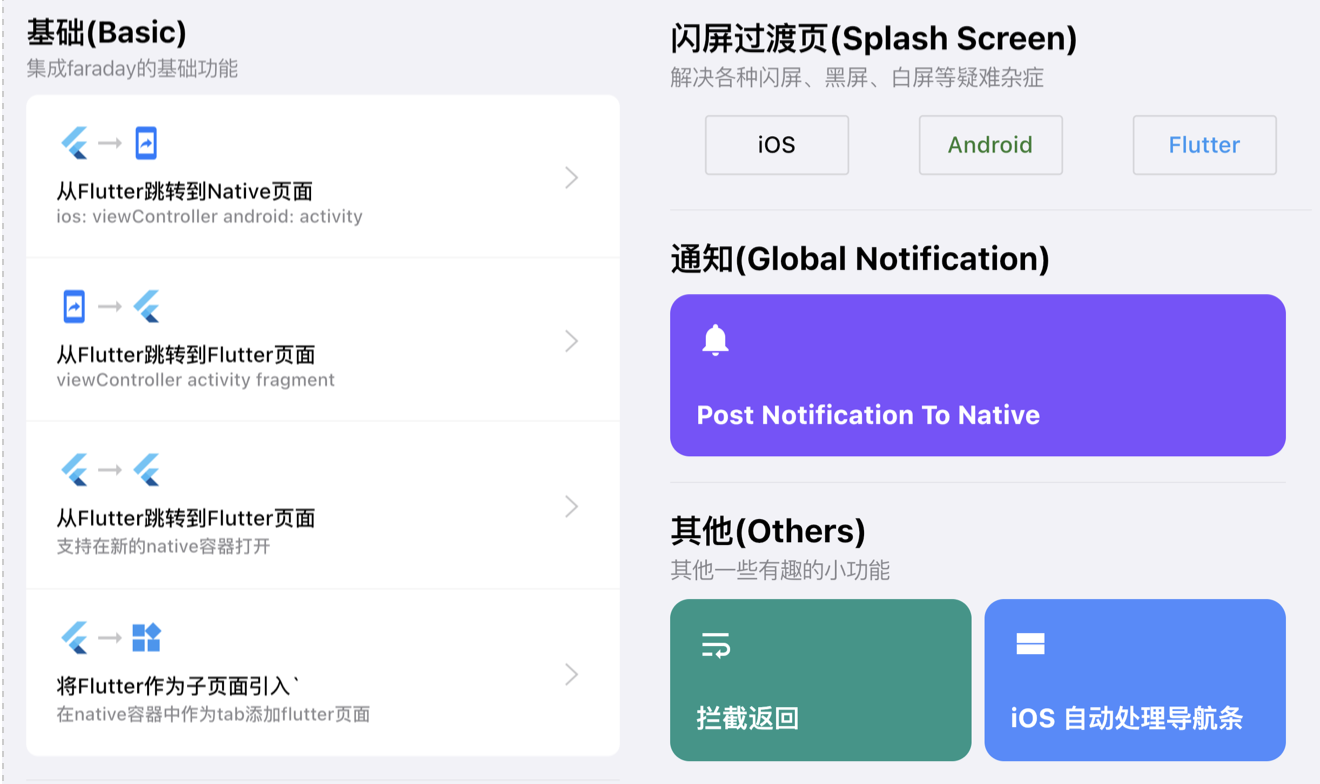 基础(Basic)
集成faraday的基础功能
从Flutter跳转到Native页面
ios: viewController android: activity
从Flutter跳转到Flutter页面
viewController activity fragment
从Flutter跳转到Flutter页面
支持在新的native容器打开
将Flutter作为子页面引入`
在native容器中作为tab添加flutter页面
闪屏过渡页(Splash Screen)
解决各种闪屏、黑屏、白屏等疑难杂症
iOS
Android
Flutter
通知(Global Notification)
Post Notification To Native
其他(Others)
其他一些有趣的小功能
拦截返回
iOS 自动处理导航条